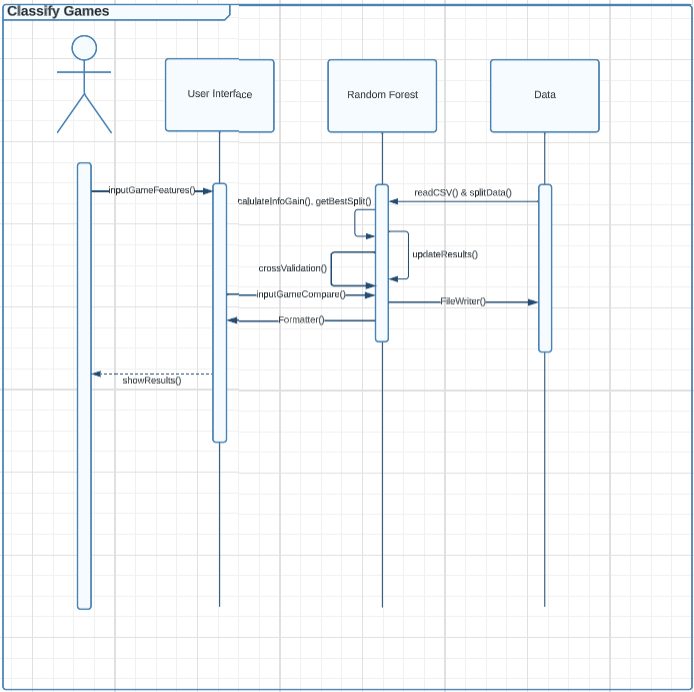 Classify Games
User Interface
Random Forest
Data
inputGameFeatures()
readCSV() & splitData()
calulateInfoGain(), getBestSplit()
updateResults()
crossValidation()
inputGameCompare()
FileWriter()
Formatter()
showResults()